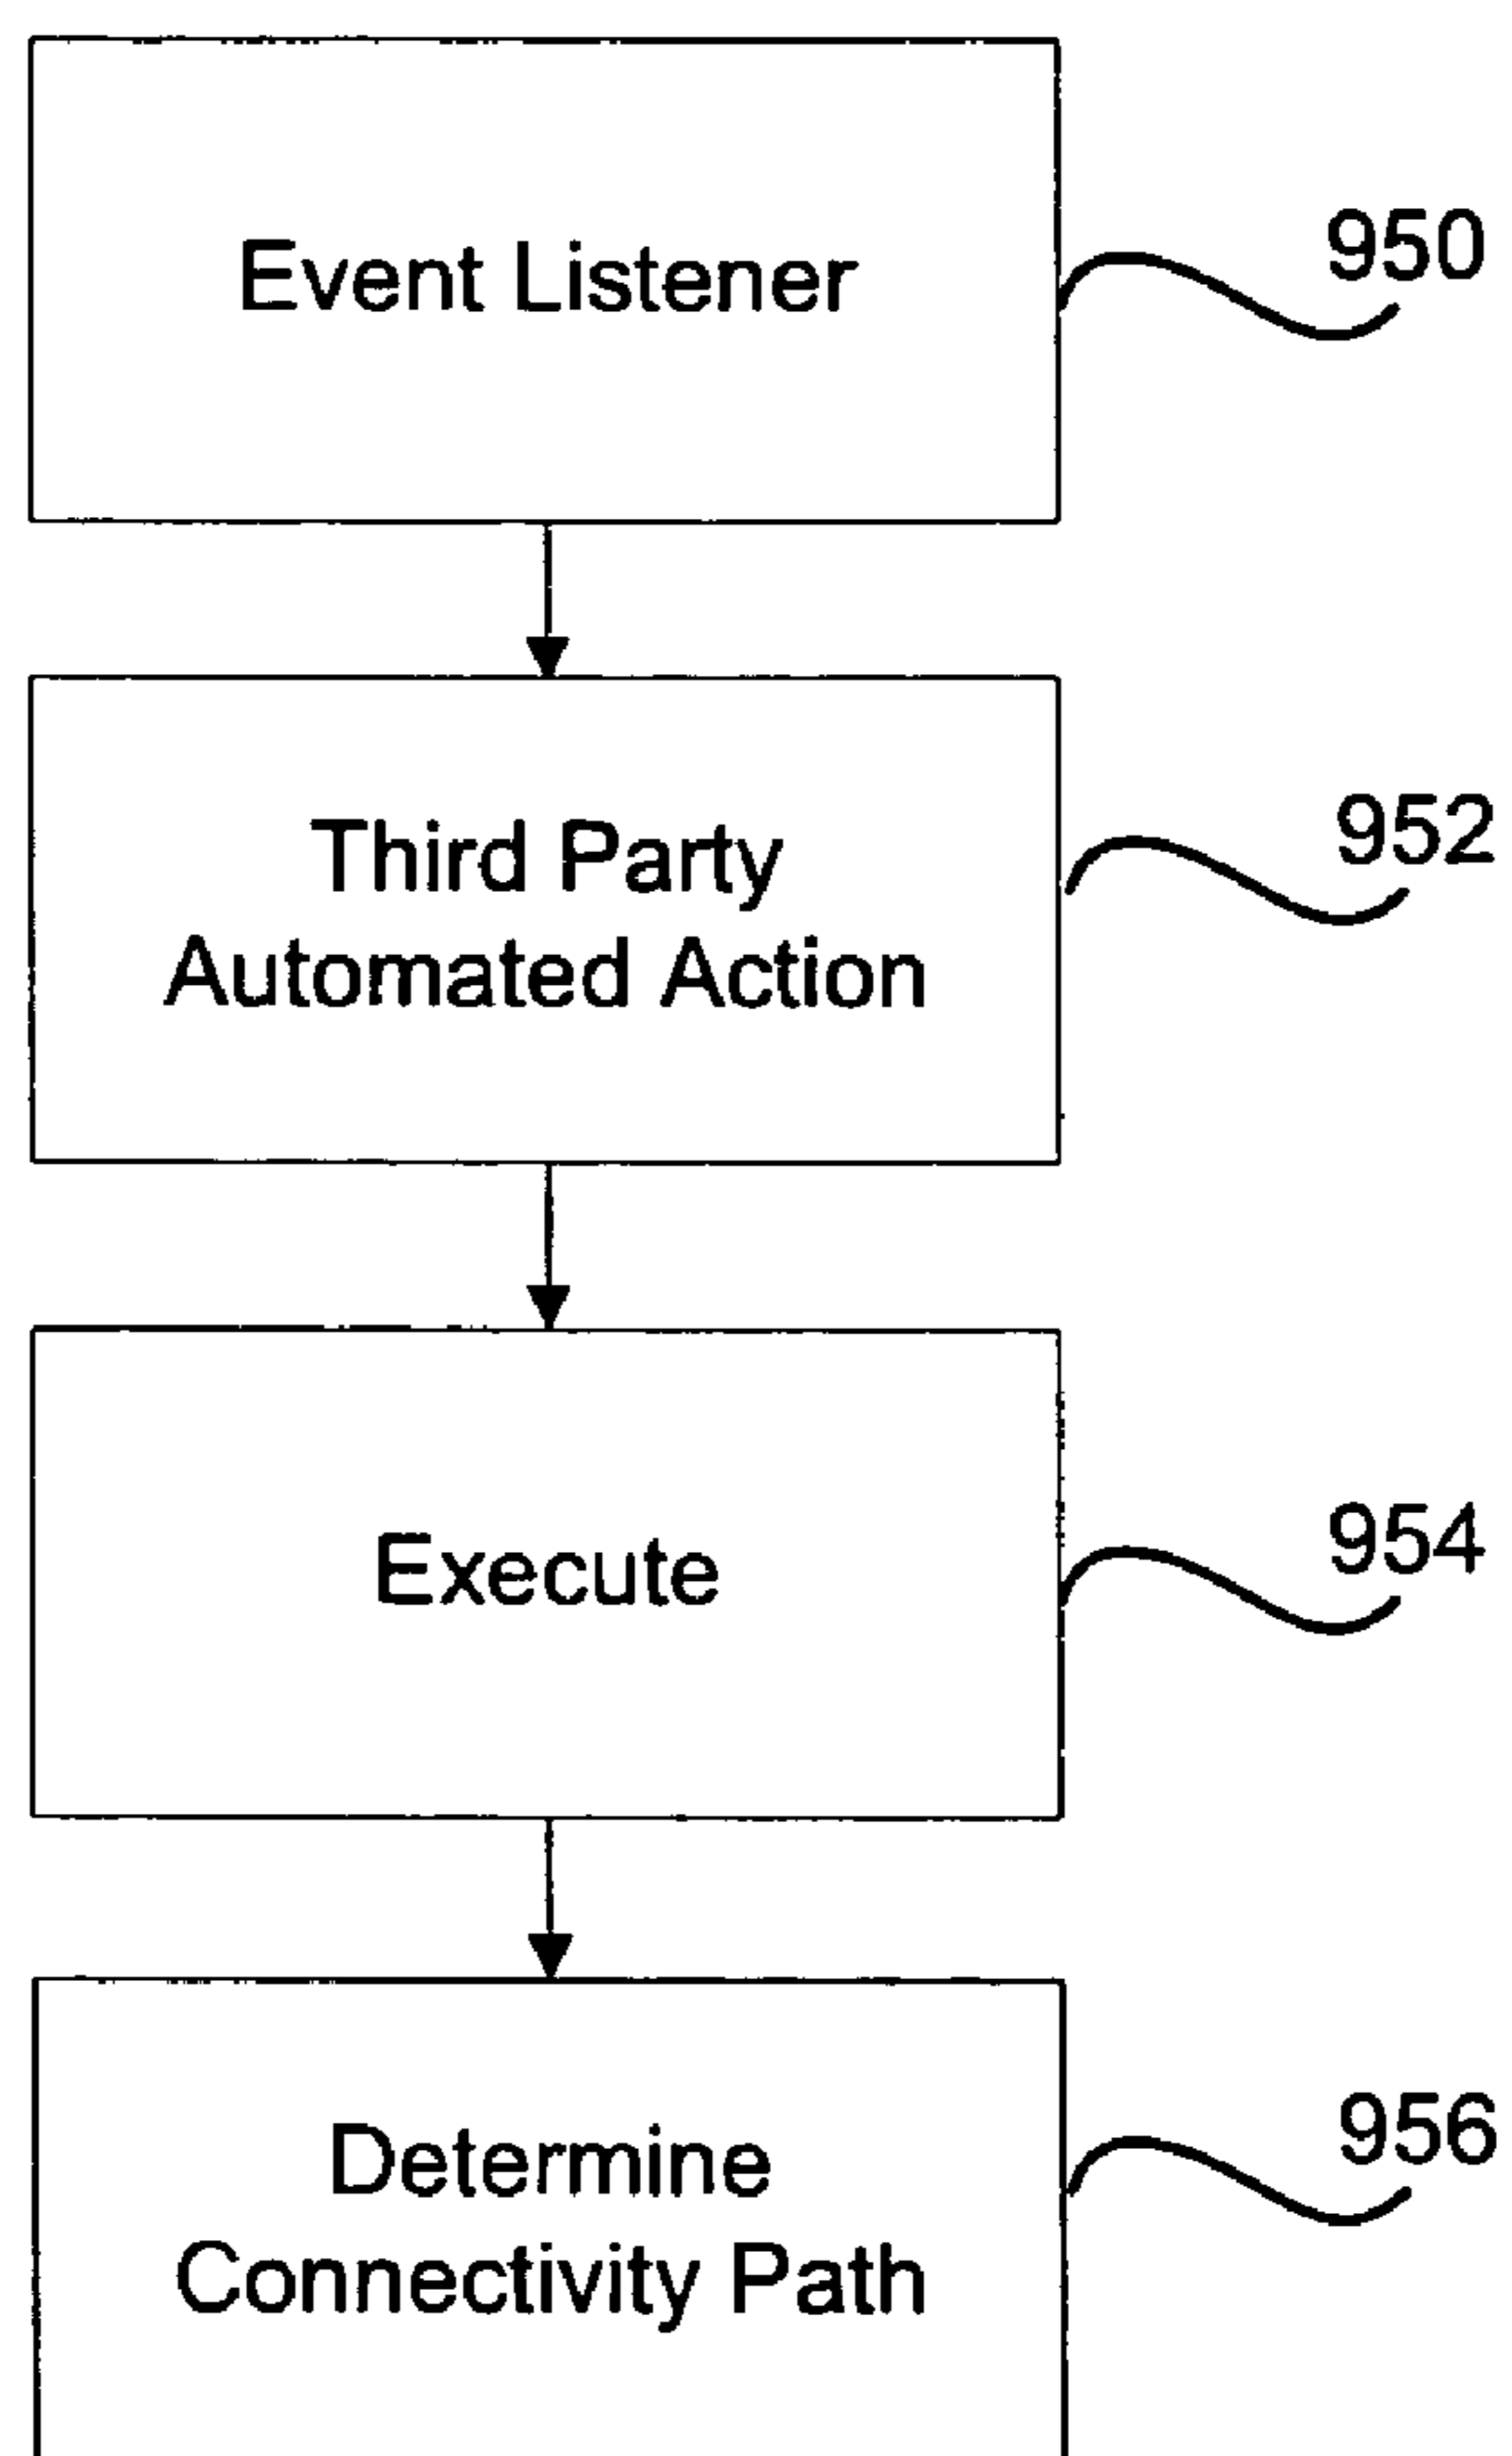 Event Listener
950
Third Party
Automated Action
952
Execute
954
Determine
Connectivity Path
956